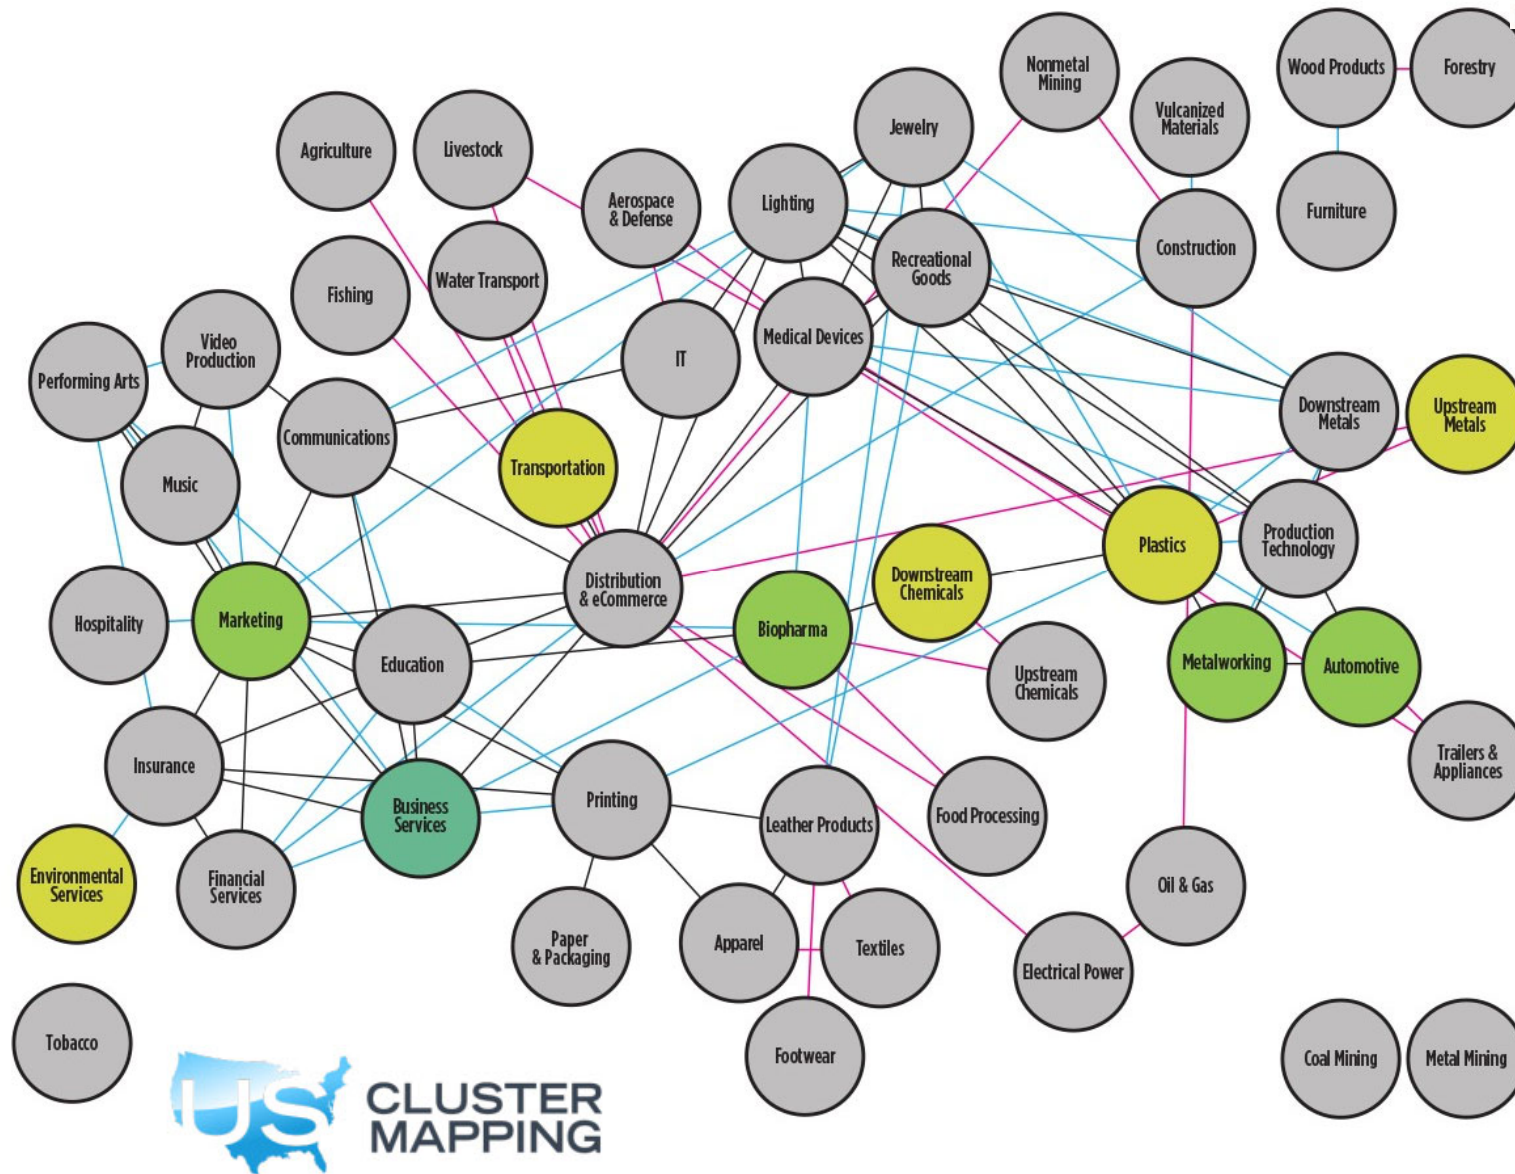 Wood Products
Forestry
Nonmetal
Mining
Vulcanized
Materials
Jewelry
Agriculture
Livestock
Aerospace
& Defense
Lighting
Furniture
Construction
Recreational
Goods
Fishing
Water Transport
Medical Devices
IT
Video
Production
Performing Arts
Communications
Downstream
Metals
Upstream
Metals
Transportation
Music
Plastics
Production
Technology
Distribution
& eCommerce
Downstream
Chemicals
Hospitality
Marketing
Biopharma
Education
Upstream
Chemicals
Metalworking
Automotive
Insurance
Trailers &
Appliances
Business
Services
Printing
Leather Products
Food Processing
Environmental
Services
Financial
Services
Oil & Gas
Paper
& Packaging
Apparel
Textiles
Electrical Power
Tobacco
Footwear
Coal Mining
Metal Mining
US
CLUSTER
MAPPING